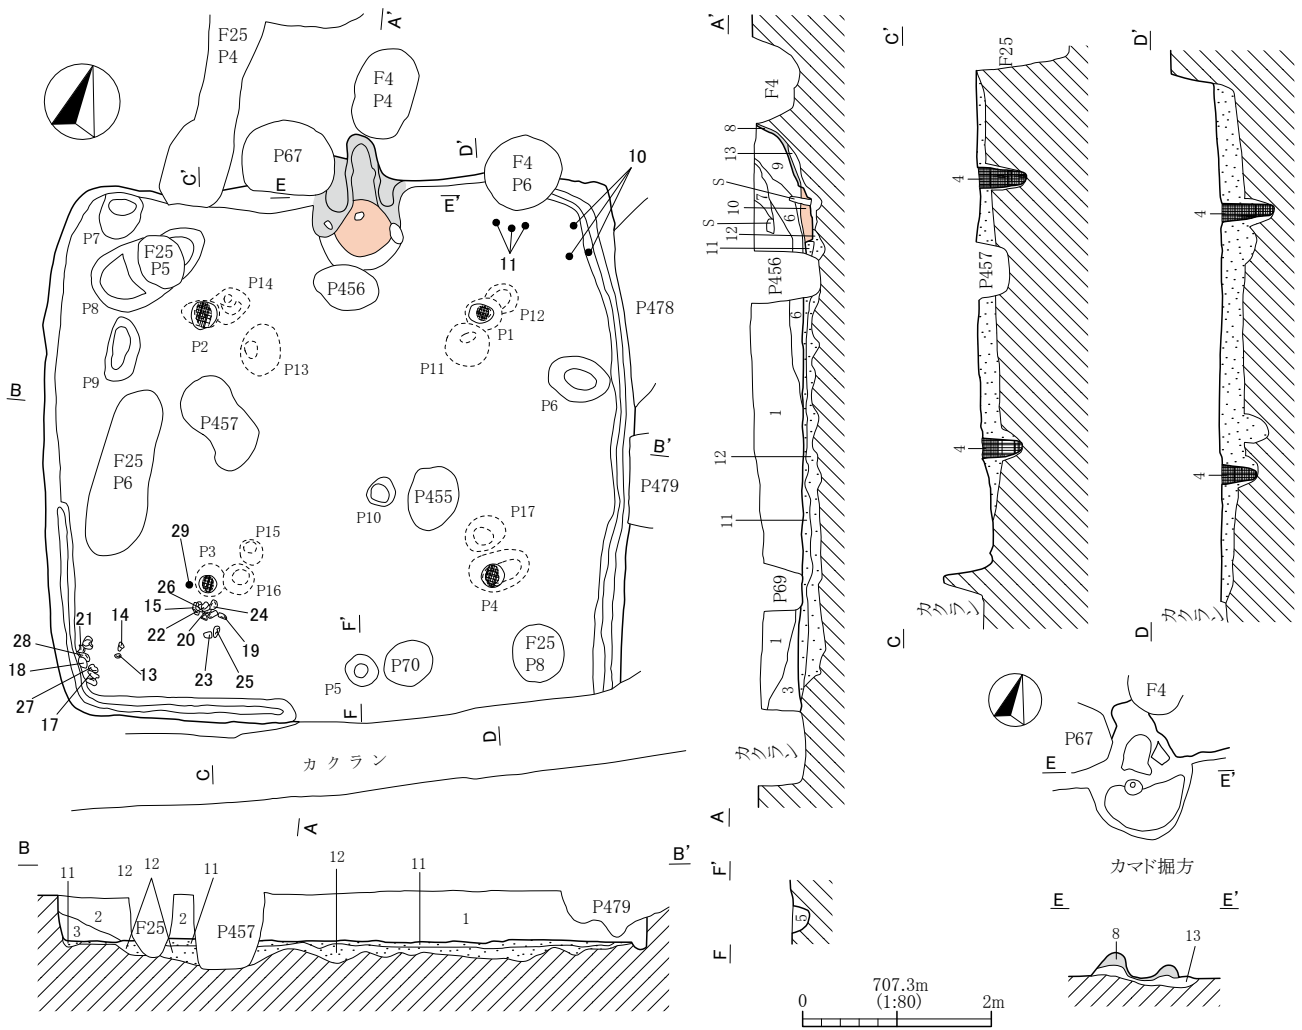 F25
P4
A'
F4
P4
P67
C'
E
D'
E'
F4
P6
10
11
P7
F25
P5
P8
P14
P2
P13
P9
P456
P12
P1
P11
P6
P478
B
B'
P457
F25
P6
P10
P455
P479
P17
P15
P3
P16
29
26
15
22
20
24
19
23
25
21
14
28
18
13
27
17
P4
F'
P5
P70
F25
P8
F
C
D
カクラン
A
A'
F4
8
13
9
S
7
10
6
S
12
11
P456
6
1
12
11
P69
1
3
カクラン
A
C'
F25
4
P457
4
カクラン
C
D'
4
4
カクラン
D
F4
P67
E
E'
カマド掘方
B
B'
11
12
12
11
12
11
2
3
F25
2
P457
1
P479
F'
5
F
E
E'
8
13
707.3m
(1:80)
0
2m